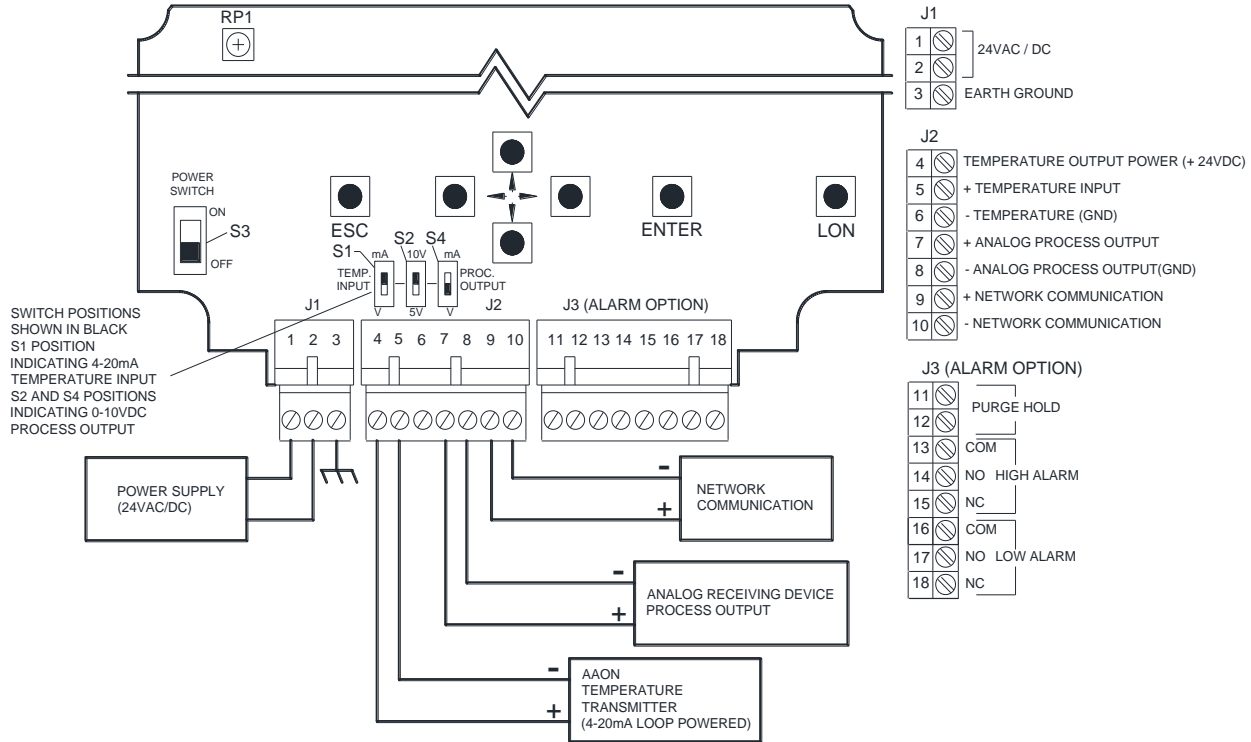 RP1
POWER
SWITCH
ON
S3
OFF
ESC
ENTER
LON
S1
mA
S2
10V
S4
mA
TEMP.
INPUT
PROC.
OUTPUT
V
5V
V
SWITCH POSITIONS
SHOWN IN BLACK
S1 POSITION
INDICATING 4-20mA
TEMPERATURE INPUT
S2 AND S4 POSITIONS
INDICATING 0-10VDC
PROCESS OUTPUT
J1
J2
J3 (ALARM OPTION)
1 2 3
4 5 6 7 8 9 10
11 12 13 14 15 16 17 18
POWER SUPPLY
(24VAC/DC)
-
+
NETWORK
COMMUNICATION
-
+
ANALOG RECEIVING DEVICE
PROCESS OUTPUT
-
+
AAON
TEMPERATURE
TRANSMITTER
(4-20mA LOOP POWERED)
J1
1
2
24VAC / DC
3 EARTH GROUND
J2
4 TEMPERATURE OUTPUT POWER (+ 24VDC)
5 + TEMPERATURE INPUT
6 - TEMPERATURE (GND)
7 + ANALOG PROCESS OUTPUT
8 - ANALOG PROCESS OUTPUT(GND)
9 + NETWORK COMMUNICATION
10 - NETWORK COMMUNICATION
J3 (ALARM OPTION)
11
12
PURGE HOLD
13 COM
14 NO HIGH ALARM
15 NC
16 COM
17 NO LOW ALARM
18 NC